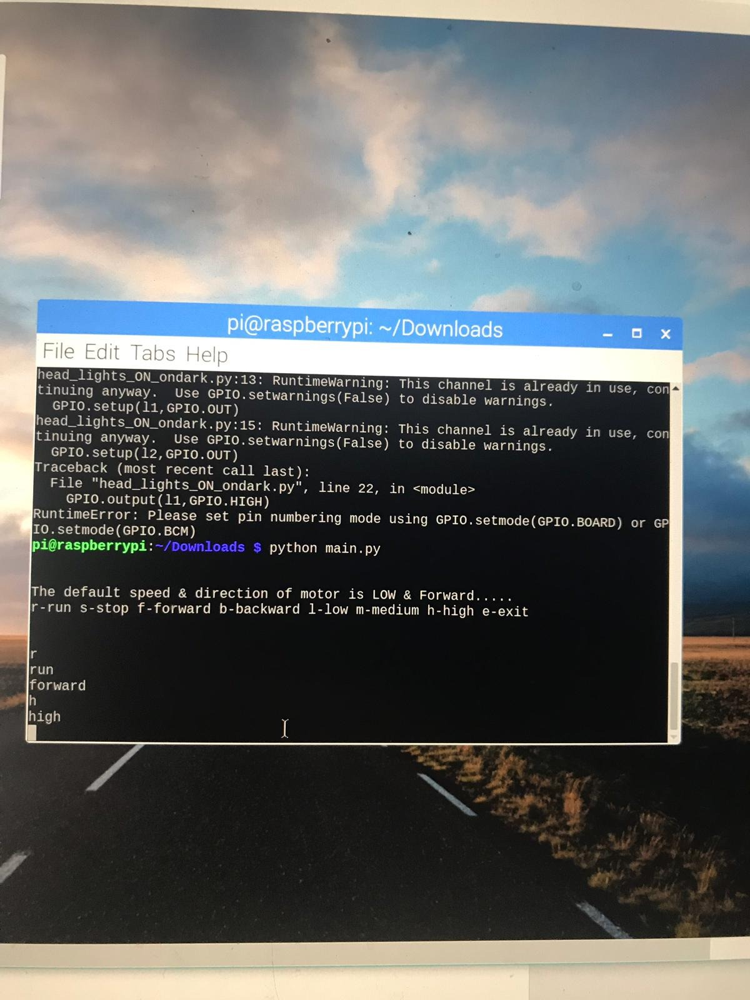 pi@raspberrypi: ~/Downloads
File Edit Tabs Help
head_lights_ON_ondark.py:13: RuntimeWarning: This channel is already in use, con
tinuing anyway.  Use GPIO.setwarnings(False) to disable warnings.
  GPIO.setup(l1,GPIO.OUT)
head_lights_ON_ondark.py:15: RuntimeWarning: This channel is already in use, con
tinuing anyway.  Use GPIO.setwarnings(False) to disable warnings.
  GPIO.setup(l2,GPIO.OUT)
Traceback (most recent call last):
  File "head_lights_ON_ondark.py", line 22, in <module>
    GPIO.output(l1,GPIO.HIGH)
RuntimeError: Please set pin numbering mode using GPIO.setmode(GPIO.BOARD) or GP
IO.setmode(GPIO.BCM)
pi@raspberrypi:~/Downloads $ python main.py
The default speed & direction of motor is LOW & Forward.....
r-run s-stop f-forward b-backward l-low m-medium h-high e-exit
r
run
forward
h
high